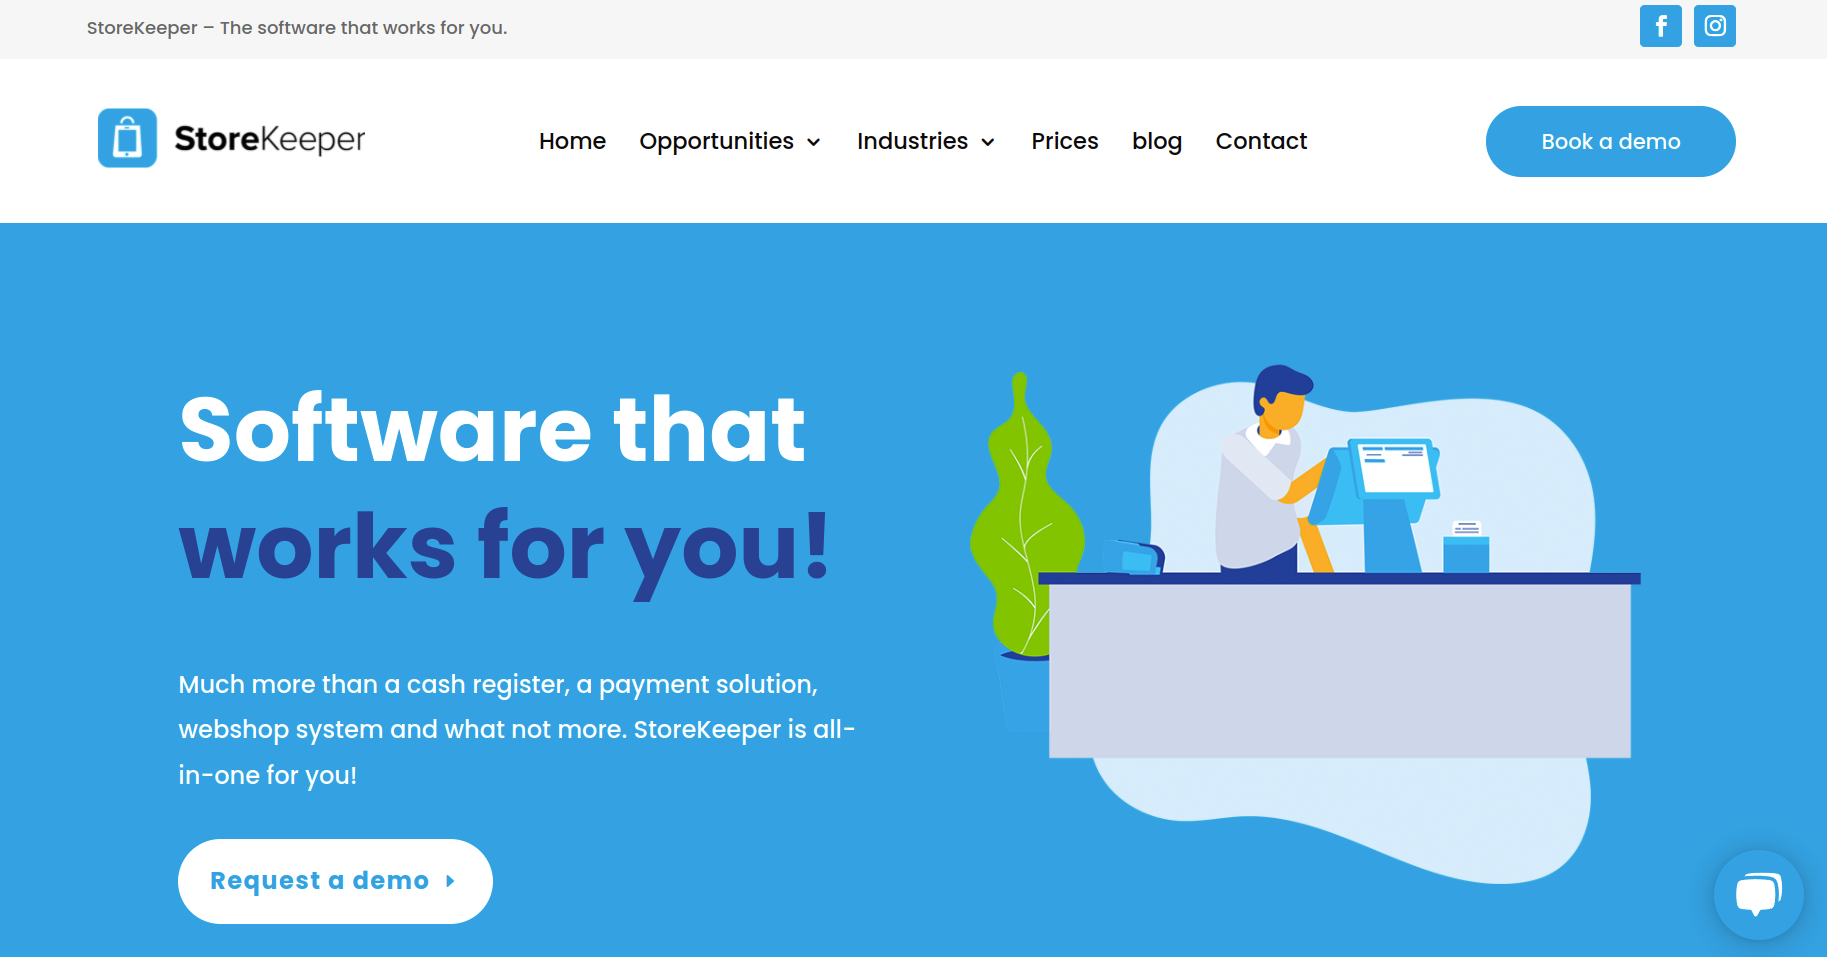 StoreKeeper – The software that works for you.
StoreKeeper
Home Opportunities Industries Prices blog Contact
Book a demo
Software that
works for you!
Much more than a cash register, a payment solution,
webshop system and what not more. StoreKeeper is all-
in-one for you!
Request a demo